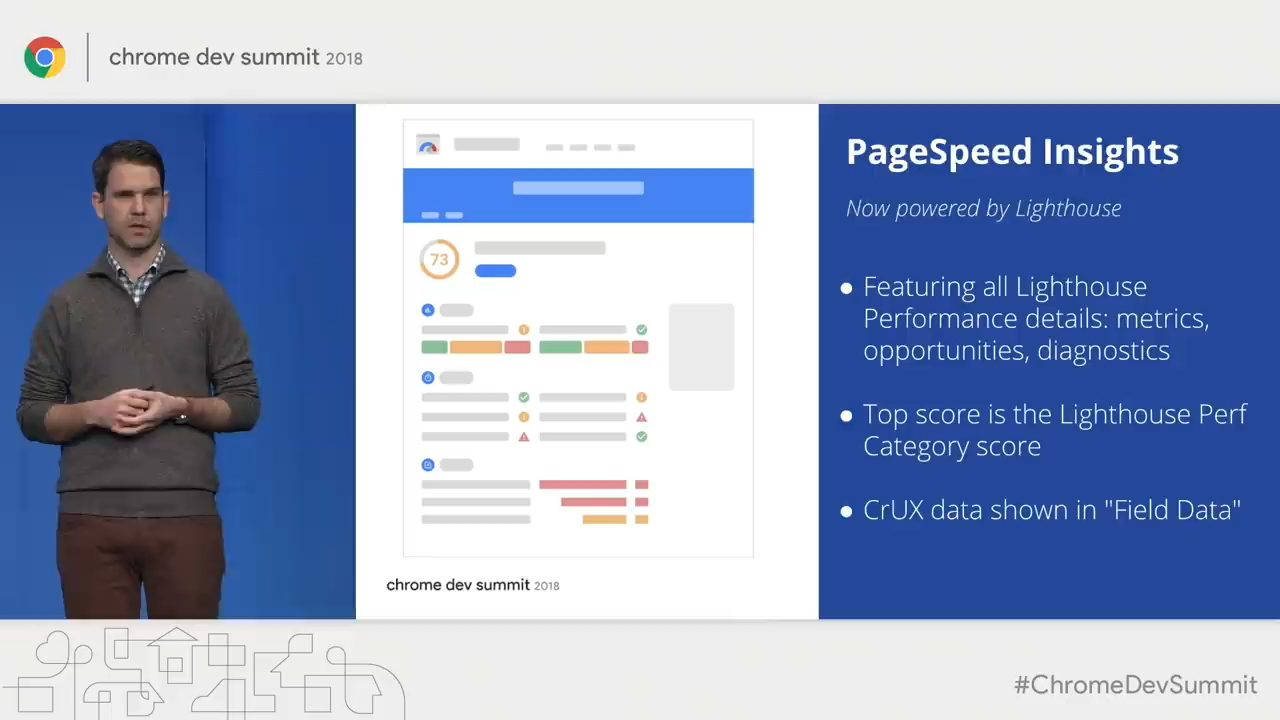 chrome dev summit 2018
PageSpeed Insights
Now powered by Lighthouse
73
● Featuring all Lighthouse
Performance details: metrics,
opportunities, diagnostics
● Top score is the Lighthouse Perf
Category score
● CrUX data shown in "Field Data"
chrome dev summit 2018
#ChromeDevSummit